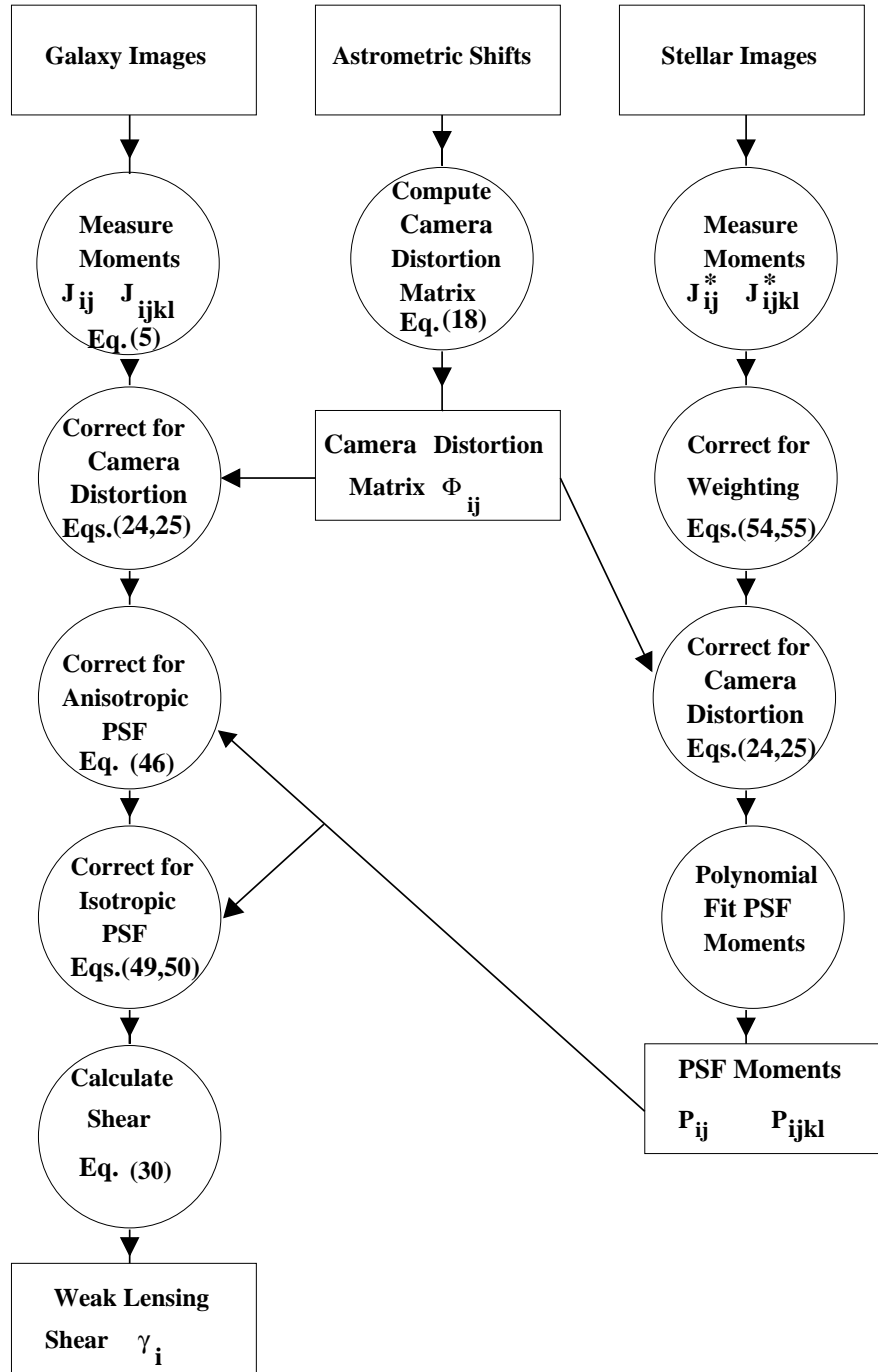 Galaxy Images
Astrometric Shifts
Stellar Images
Measure
Moments
J ij J ijkl
Eq.(5)
Compute
Camera
Distortion
Matrix
Eq.(18)
Measure
Moments
J*ij J*ijkl
Correct for
Camera
Distortion
Eqs.(24,25)
Camera Distortion
Matrix Φ ij
Correct for
Weighting
Eqs.(54,55)
Correct for
Anisotropic
PSF
Eq. (46)
Correct for
Camera
Distortion
Eqs.(24,25)
Correct for
Isotropic
PSF
Eqs.(49,50)
Polynomial
Fit PSF
Moments
Calculate
Shear
Eq. (30)
PSF Moments
P ij P ijkl
Weak Lensing
Shear γ i